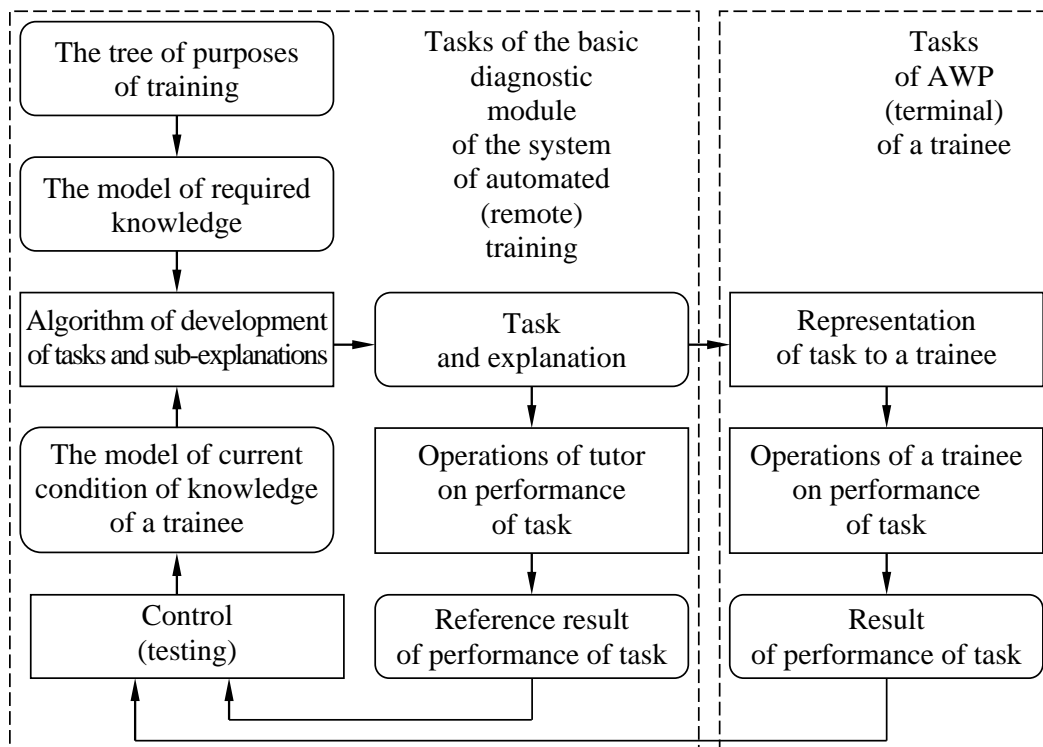 The tree of purposes
of training
Tasks of the basic
diagnostic
module
of the system
of automated
(remote)
training
Tasks
of AWP
(terminal)
of a trainee
The model of required
knowledge
Algorithm of development
of tasks and sub-explanations
Task
and explanation
Representation
of task to a trainee
The model of current
condition of knowledge
of a trainee
Operations of tutor
on performance
of task
Operations of a trainee
on performance
of task
Control
(testing)
Reference result
of performance of task
Result
of performance of task